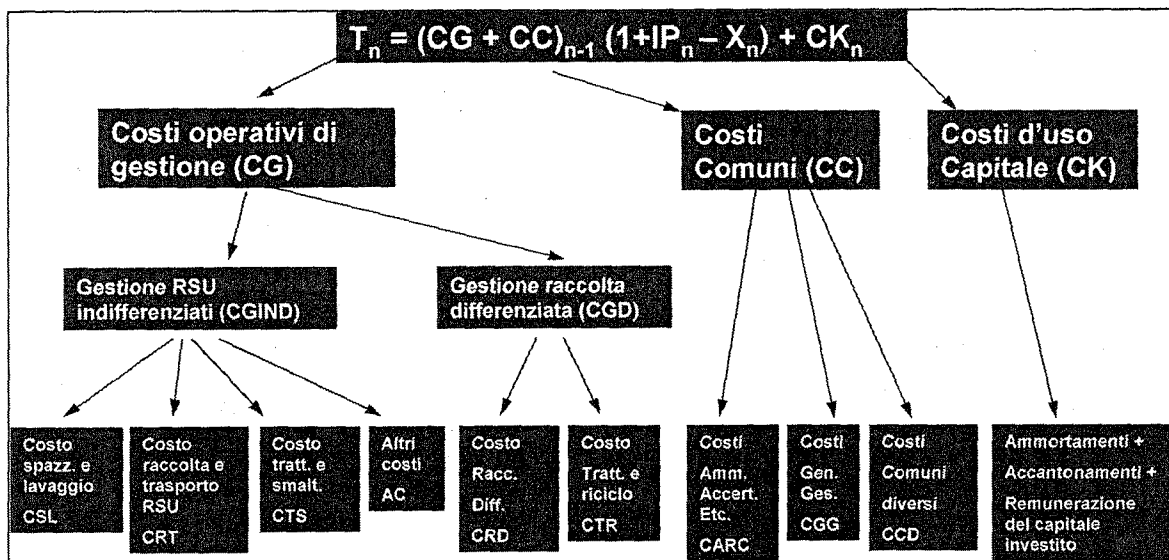 Tn = (CG + CC)n-1 (1+IPn – Xn) + CKn
Costi operativi di
gestione (CG)
Costi
Comuni (CC)
Costi d'uso
Capitale (CK)
Gestione RSU
indifferenziati (CGIND)
Gestione raccolta
differenziata (CGD)
Costo
spazz. e
lavaggio
CSL
Costo
raccolta e
trasporto
RSU
CRT
Costo
tratt. e
smalt.
CTS
Altri
costi
AC
Costo
Racc.
Diff.
CRD
Costo
Tratt. e
riciclo
CTR
Costi
Amm.
Accert.
Etc.
CARC
Costi
Gen.
Ges.
CGG
Costi
Comuni
diversi
CCD
Ammortamenti +
Accantonamenti +
Remunerazione
del capitale
investito